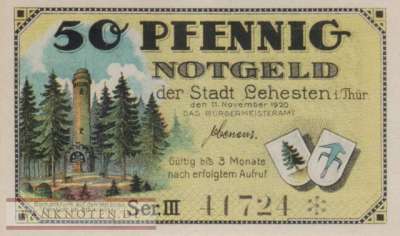 50 PFENNIG
NOTGELD
der Stadt Lehesten i. Thür.
den 11. November 1920
DAS BÜRGERMEISTERAMT
Gültig bis 3 Monate
nach erfolgtem Aufruf
Ser. III 41724 *